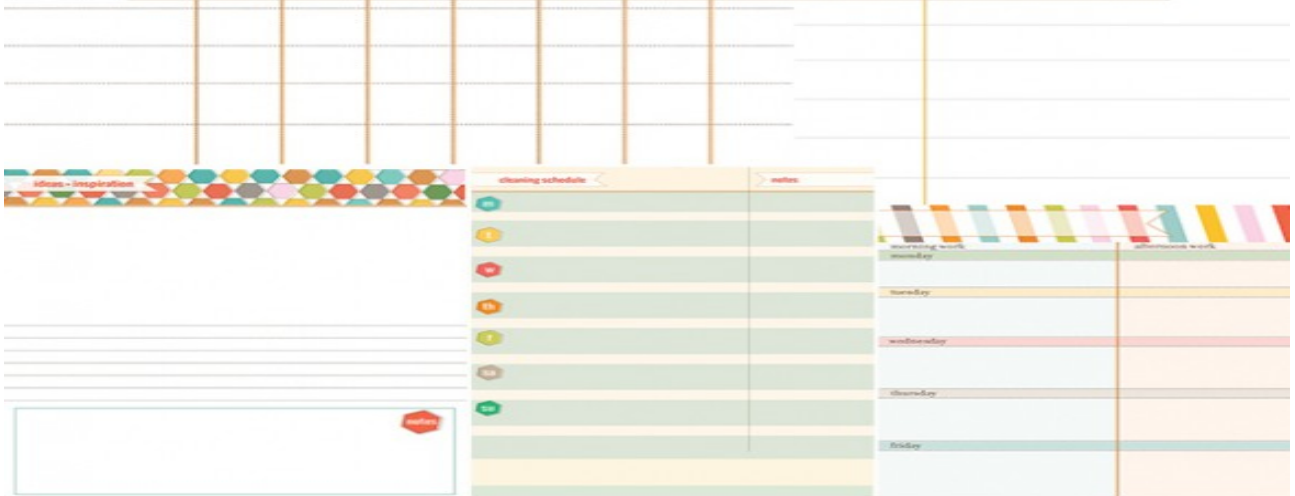 ideas - inspiration
notes
cleaning schedule
notes
m
t
w
th
f
sa
su
morning work
afternoon work
monday
tuesday
wednesday
thursday
friday